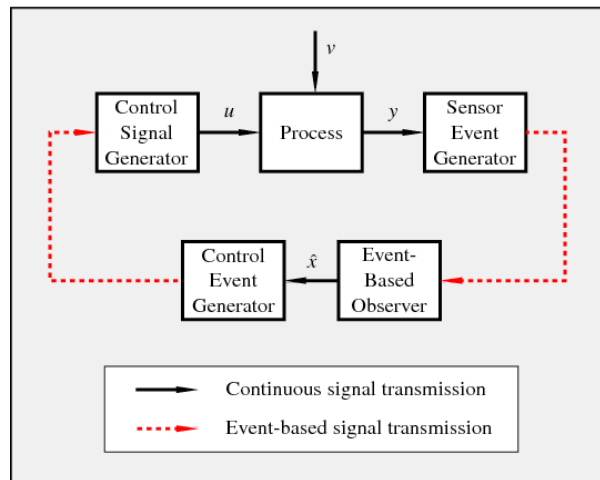 v
Control
Signal
Generator
u
Process
y
Sensor
Event
Generator
Control
Event
Generator
x̂
Event-
Based
Observer
Continuous signal transmission
Event-based signal transmission